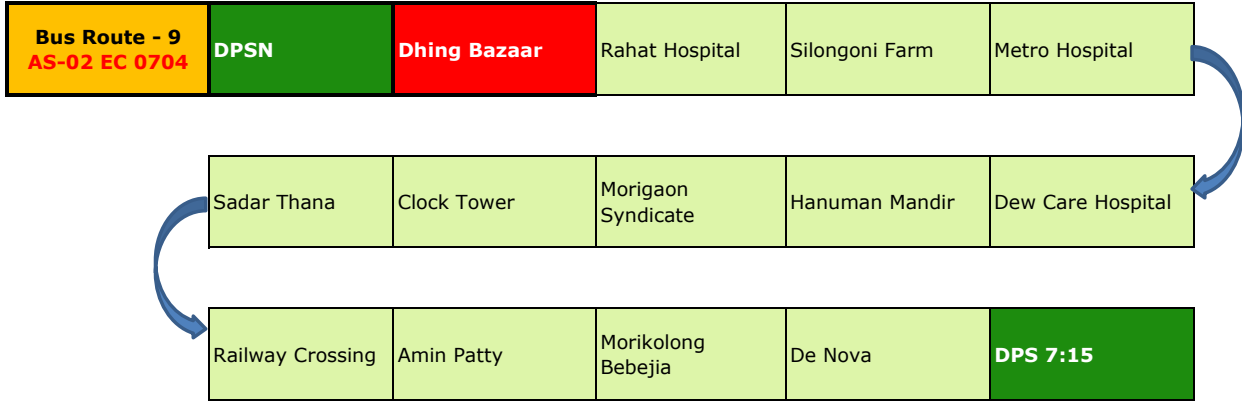 Bus Route - 9
AS-02 EC 0704
DPSN
Dhing Bazaar
Rahat Hospital
Silongoni Farm
Metro Hospital
Sadar Thana
Clock Tower
Morigaon
Syndicate
Hanuman Mandir
Dew Care Hospital
Railway Crossing
Amin Patty
Morikolong
Bebejia
De Nova
DPS 7:15